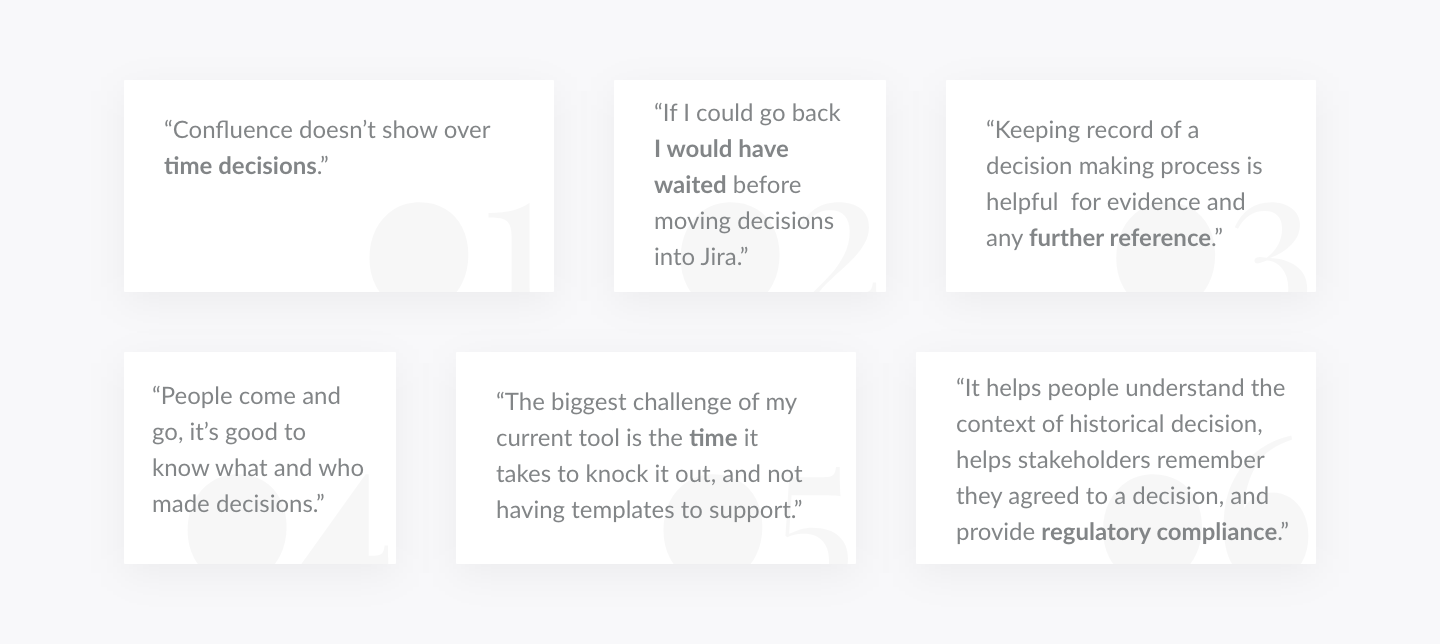 “Confluence doesn’t show over
time decisions.”
01
“If I could go back
I would have
waited before
moving decisions
into Jira.”
02
“Keeping record of a
decision making process is
helpful  for evidence and
any further reference.”
03
“People come and
go, it’s good to
know what and who
made decisions.”
04
“The biggest challenge of my
current tool is the time it
takes to knock it out, and not
having templates to support.”
05
“It helps people understand the
context of historical decision,
helps stakeholders remember
they agreed to a decision, and
provide regulatory compliance.”
06